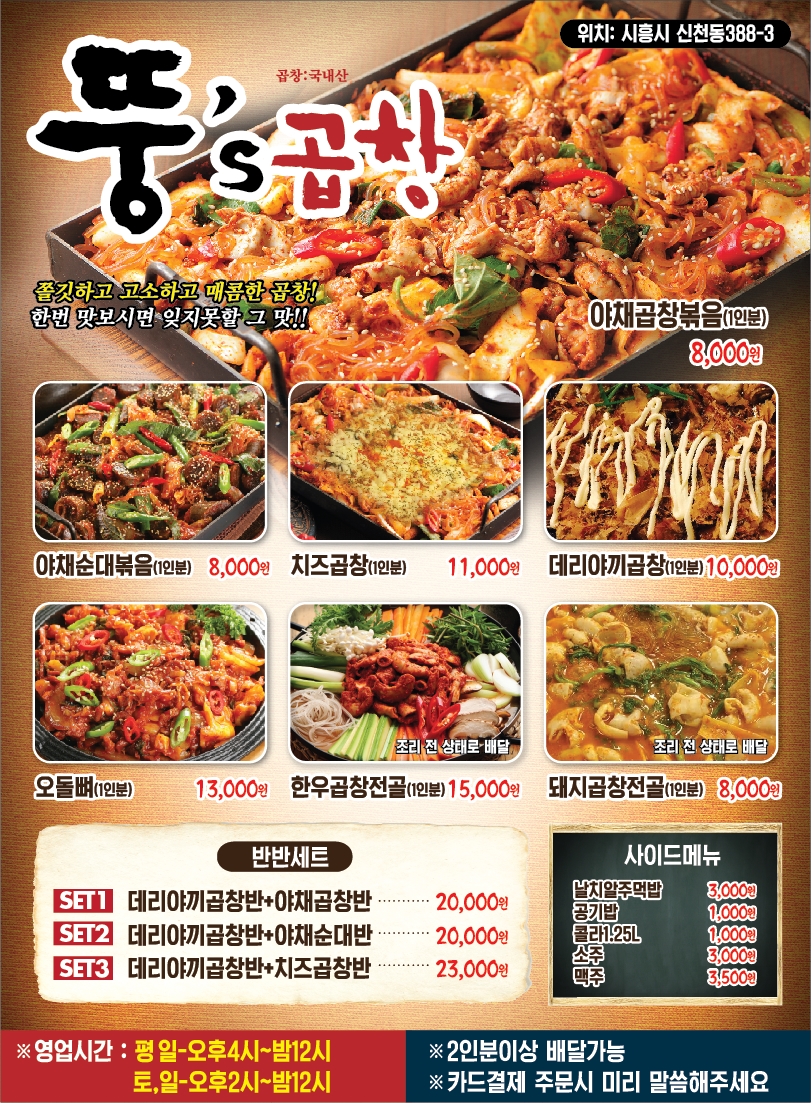 위치: 시흥시 신천동388-3
곱창:국내산
뚱's곱창
쫄깃하고 고소하고 매콤한 곱창!
한번 맛보시면 잊지못할 그 맛!!
야채곱창볶음(1인분)
8,000원
야채순대볶음(1인분) 8,000원
치즈곱창(1인분) 11,000원
데리야끼곱창(1인분) 10,000원
조리 전 상태로 배달
조리 전 상태로 배달
오돌뼈(1인분) 13,000원
한우곱창전골(1인분) 15,000원
돼지곱창전골(1인분) 8,000원
반반세트
SET1 데리야끼곱창반+야채곱창반 ········· 20,000원
SET2 데리야끼곱창반+야채순대반 ········· 20,000원
SET3 데리야끼곱창반+치즈곱창반 ········· 23,000원
사이드메뉴
날치알주먹밥 3,000원
공기밥 1,000원
콜라1.25L 1,000원
소주 3,000원
맥주 3,500원
※영업시간 : 평일-오후4시~밤12시
토,일-오후2시~밤12시
※2인분이상 배달가능
※카드결제 주문시 미리 말씀해주세요